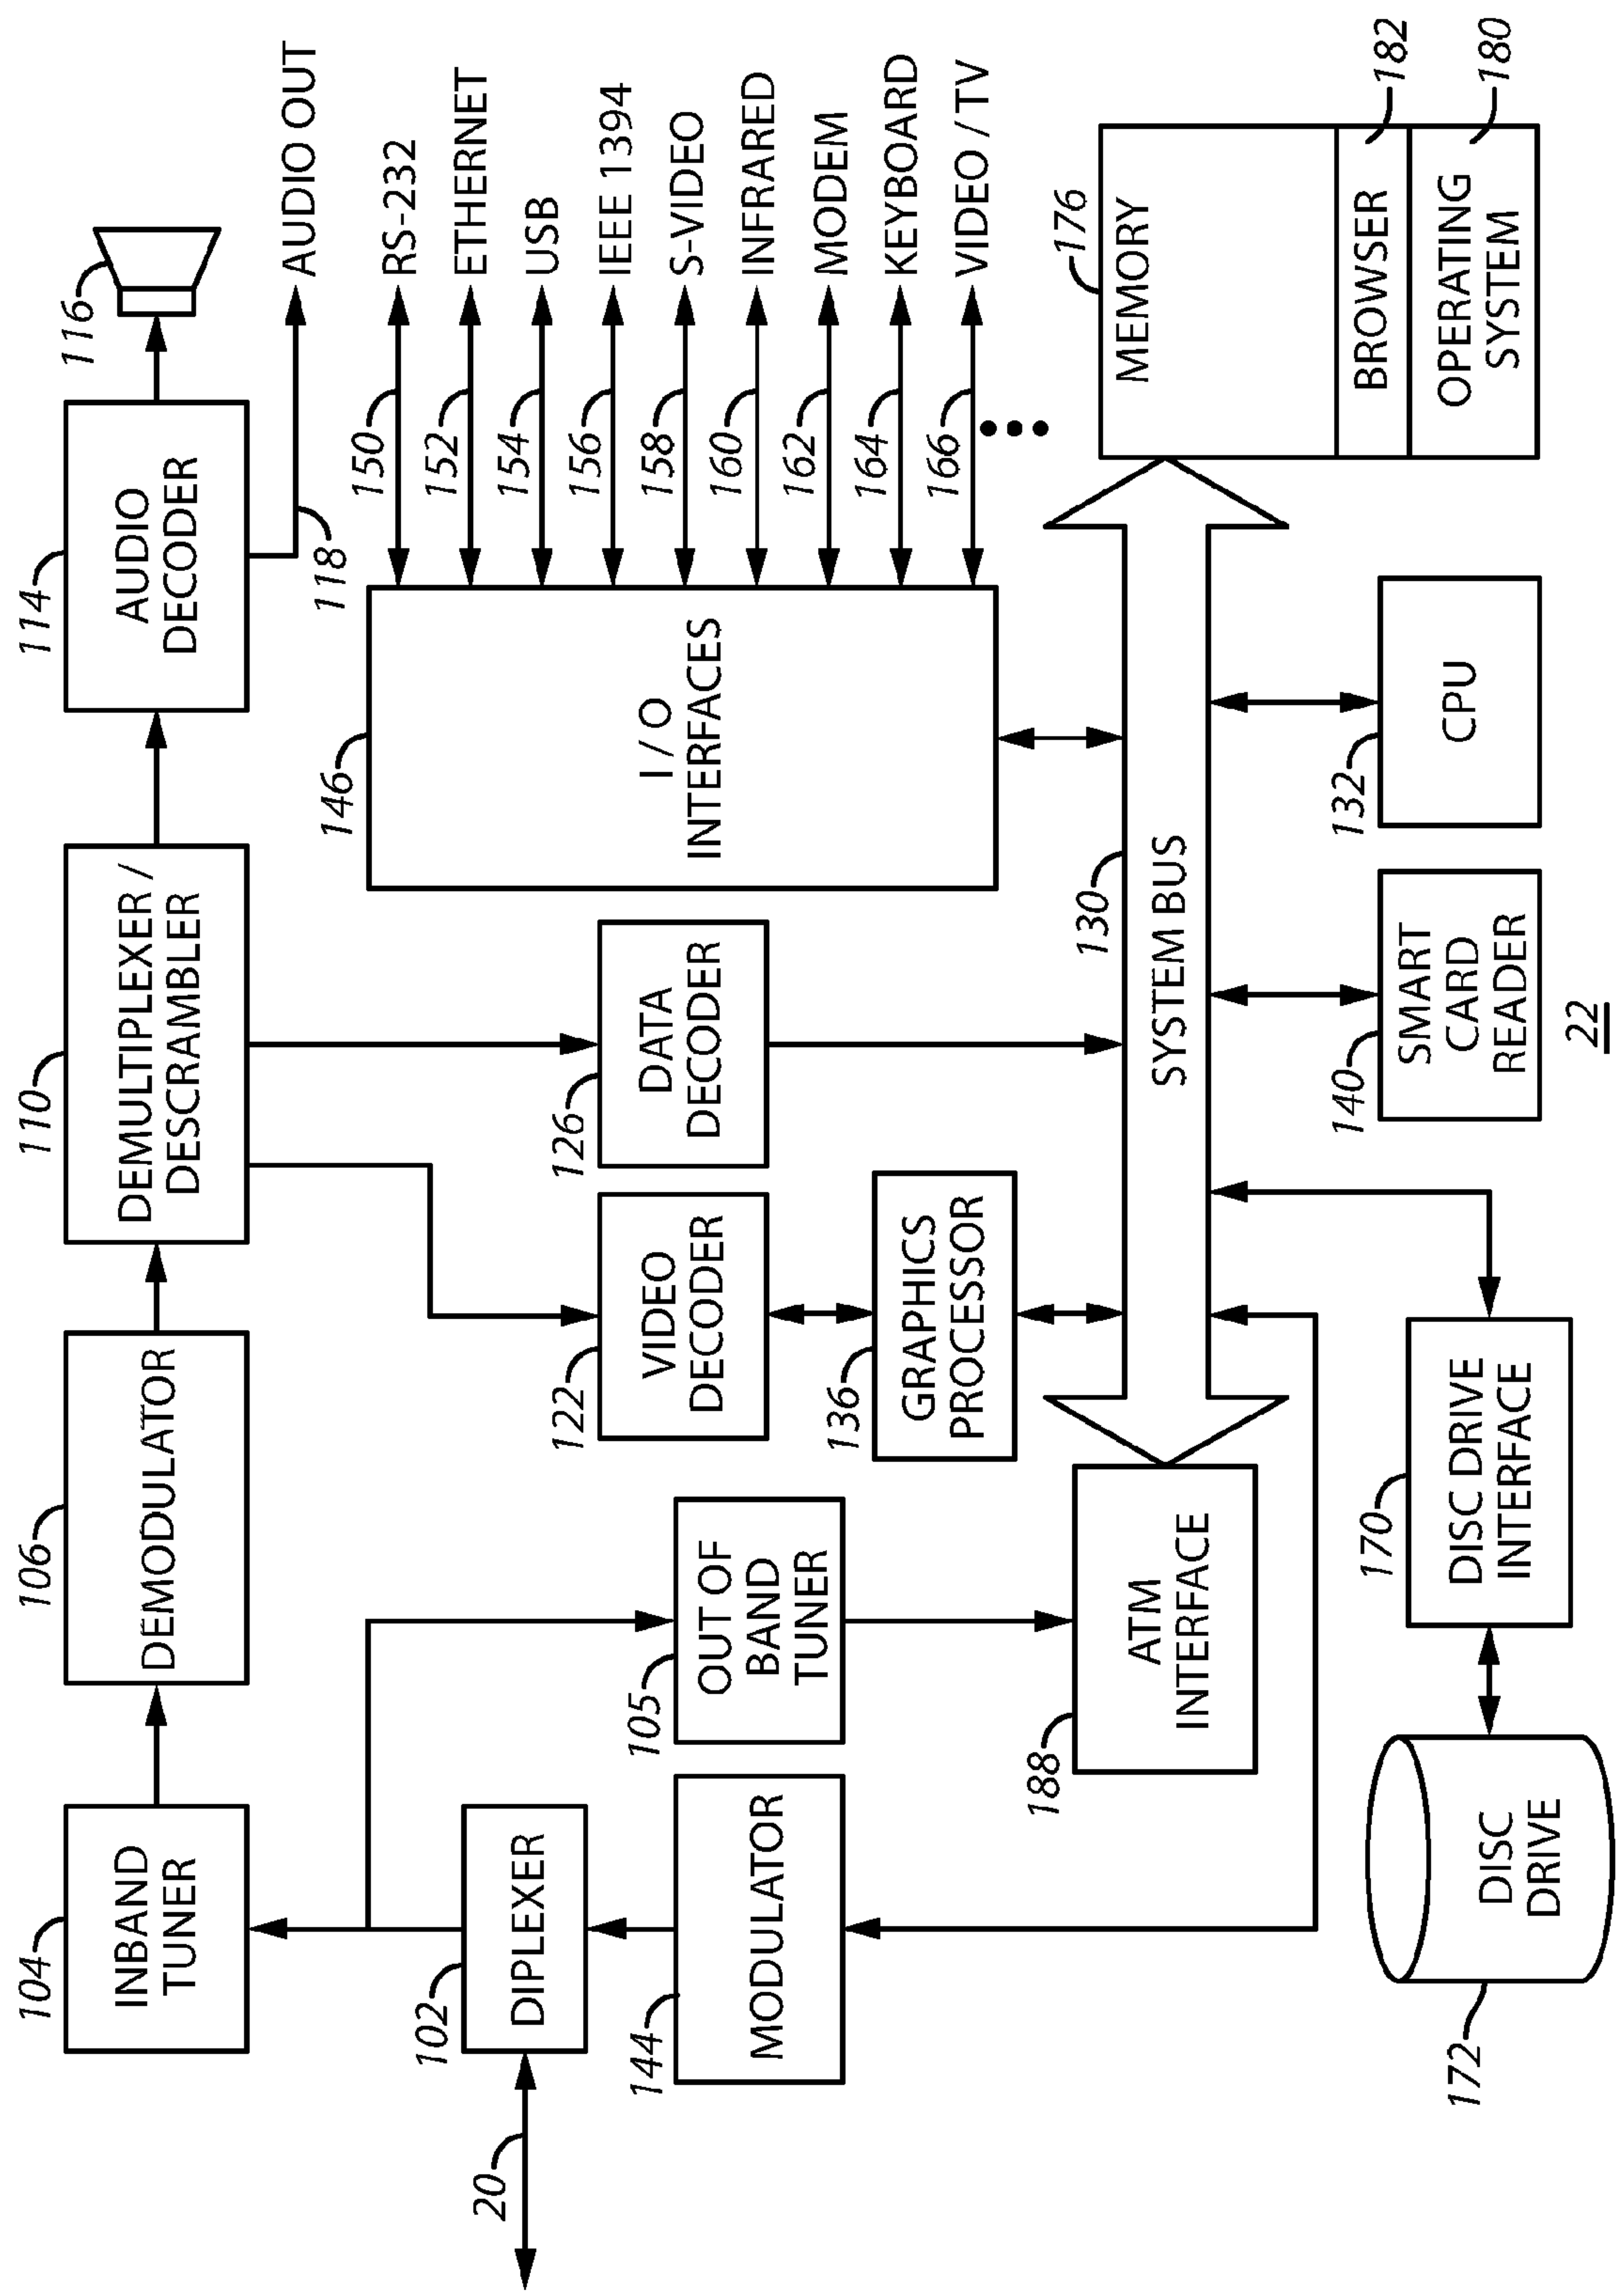 104
INBAND
TUNER
106
DEMODULATOR
110
DEMULTIPLEXER /
DESCRAMBLER
114
AUDIO
DECODER
116
118
AUDIO OUT
20
102
DIPLEXER
144
MODULATOR
105
OUT OF
BAND
TUNER
122
VIDEO
DECODER
126
DATA
DECODER
136
GRAPHICS
PROCESSOR
146
I / O
INTERFACES
150
RS-232
152
ETHERNET
154
USB
156
IEEE 1394
158
S-VIDEO
160
INFRARED
162
MODEM
164
KEYBOARD
166
VIDEO / TV
188
ATM
INTERFACE
130
SYSTEM BUS
176
MEMORY
BROWSER
182
OPERATING
SYSTEM
180
172
DISC
DRIVE
170
DISC DRIVE
INTERFACE
140
SMART
CARD
READER
132
CPU
22